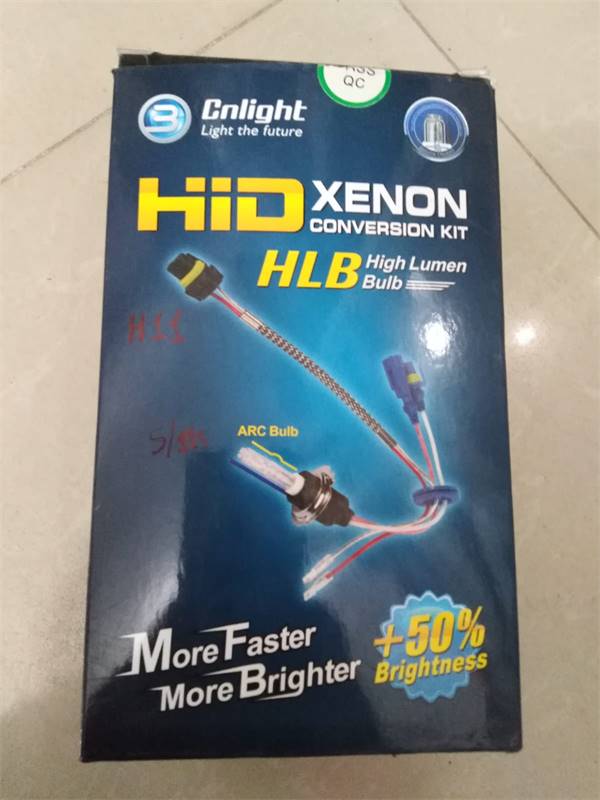 QC
Cnlight
Light the future
HiD XENON
CONVERSION KIT
HLB High Lumen
Bulb
H11
ARC Bulb
More Faster
More Brighter
+50%
Brightness